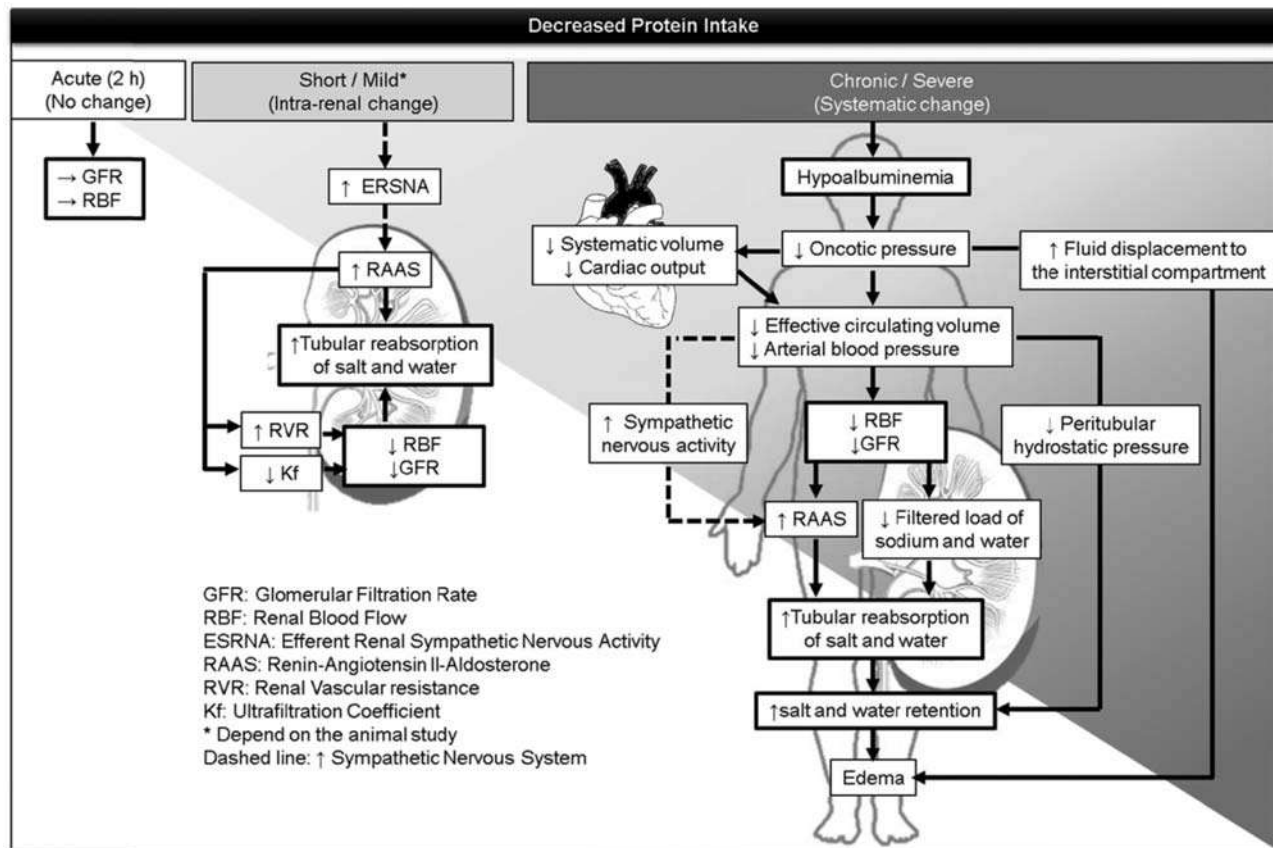 Decreased Protein Intake
Acute (2 h)
(No change)
→ GFR
→ RBF
Short / Mild*
(Intra-renal change)
↑ ERSNA
↑ RAAS
↑Tubular reabsorption
of salt and water
↑ RVR
↓ Kf
↓ RBF
↓GFR
Chronic / Severe
(Systematic change)
Hypoalbuminemia
↓ Systematic volume
↓ Cardiac output
↓ Oncotic pressure
↑ Fluid displacement to
the interstitial compartment
↓ Effective circulating volume
↓ Arterial blood pressure
↑ Sympathetic
nervous activity
↓ RBF
↓GFR
↓ Peritubular
hydrostatic pressure
↑ RAAS
↓ Filtered load of
sodium and water
↑Tubular reabsorption
of salt and water
↑salt and water retention
Edema
GFR: Glomerular Filtration Rate
RBF: Renal Blood Flow
ESRNA: Efferent Renal Sympathetic Nervous Activity
RAAS: Renin-Angiotensin II-Aldosterone
RVR: Renal Vascular resistance
Kf: Ultrafiltration Coefficient
* Depend on the animal study
Dashed line: ↑ Sympathetic Nervous System